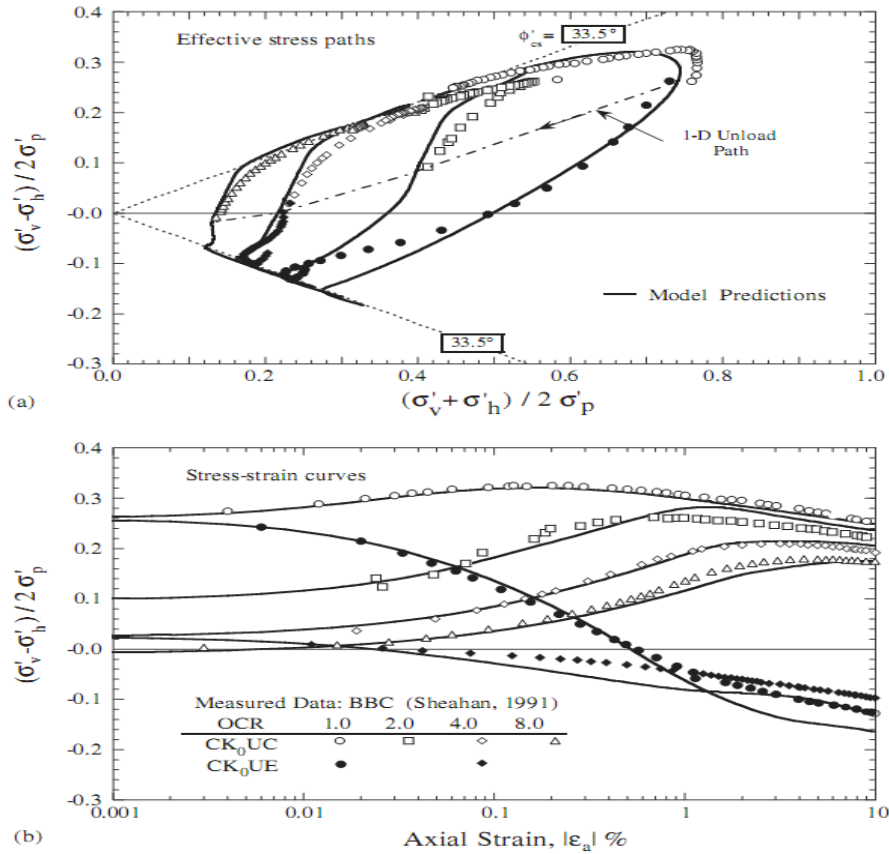 0.4
0.3
0.2
0.1
-0.0
-0.1
-0.2
-0.3
(σ'v-σ'h) / 2σ'p
Effective stress paths
ϕ'cs = 33.5°
1-D Unload
Path
Model Predictions
33.5°
0.0 0.2 0.4 0.6 0.8 1.0
(a)
(σ'v+σ'h) / 2 σ'p
0.4
0.3
0.2
0.1
-0.0
-0.1
-0.2
-0.3
(σ'v-σ'h) / 2σ'p
Stress-strain curves
Measured Data: BBC (Sheahan, 1991)
OCR 1.0 2.0 4.0 8.0
CK0UC
CK0UE
0.001 0.01 0.1 1 10
(b)
Axial Strain, |εa| %